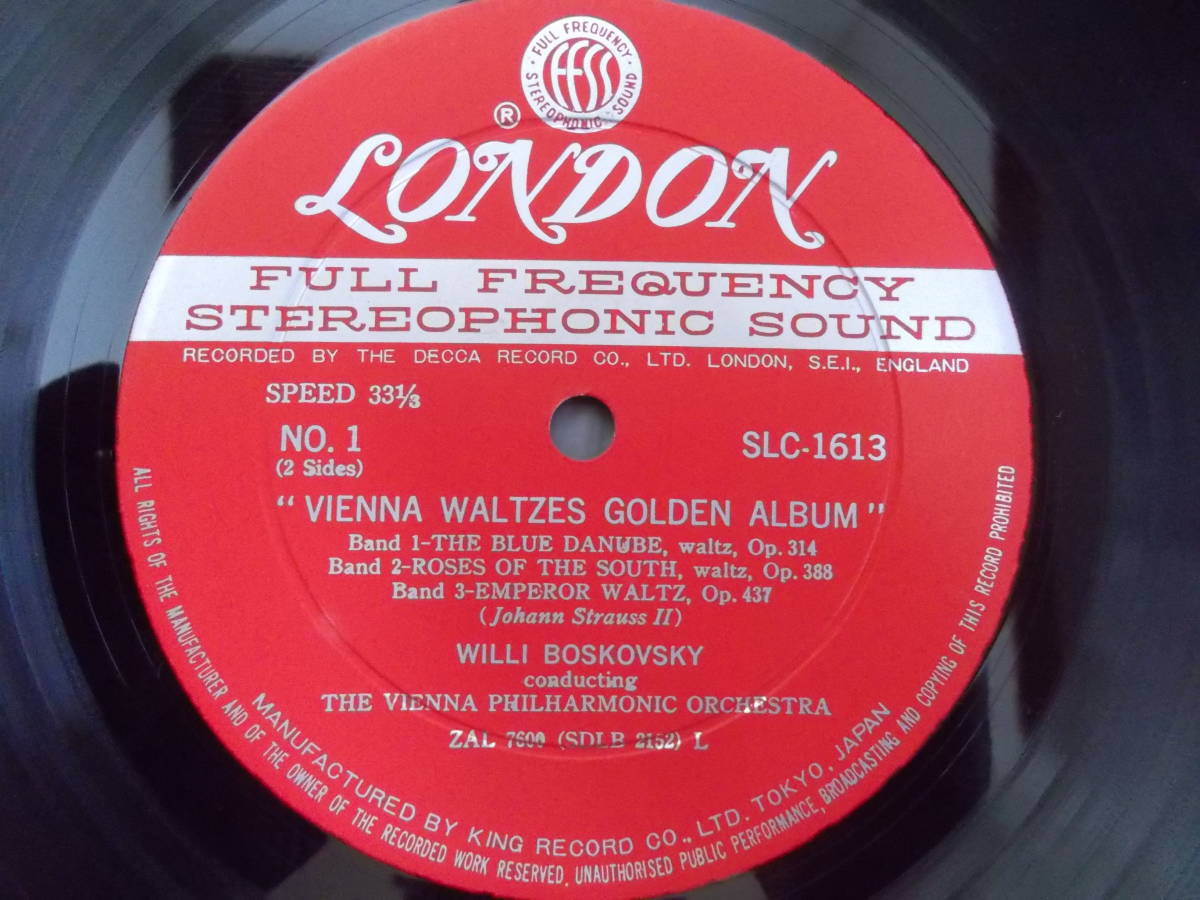 · FULL FREQUENCY ·
FFSS
STEREOPHONIC SOUND
®
LONDON
FULL FREQUENCY
STEREOPHONIC SOUND
RECORDED BY THE DECCA RECORD CO., LTD. LONDON, S.E.I., ENGLAND
SPEED 33⅓
NO. 1
(2 Sides)
SLC-1613
"VIENNA WALTZES GOLDEN ALBUM"
Band 1-THE BLUE DANUBE, waltz, Op. 314
Band 2-ROSES OF THE SOUTH, waltz, Op. 388
Band 3-EMPEROR WALTZ, Op. 437
(Johann Strauss II)
WILLI BOSKOVSKY
conducting
THE VIENNA PHILHARMONIC ORCHESTRA
ZAL 7600 (SDLB 2152) L
MANUFACTURED BY KING RECORD CO., LTD. TOKYO, JAPAN
ALL RIGHTS OF THE MANUFACTURER AND OF THE OWNER OF THE RECORDED WORK RESERVED. UNAUTHORISED PUBLIC PERFORMANCE, BROADCASTING AND COPYING OF THIS RECORD PROHIBITED